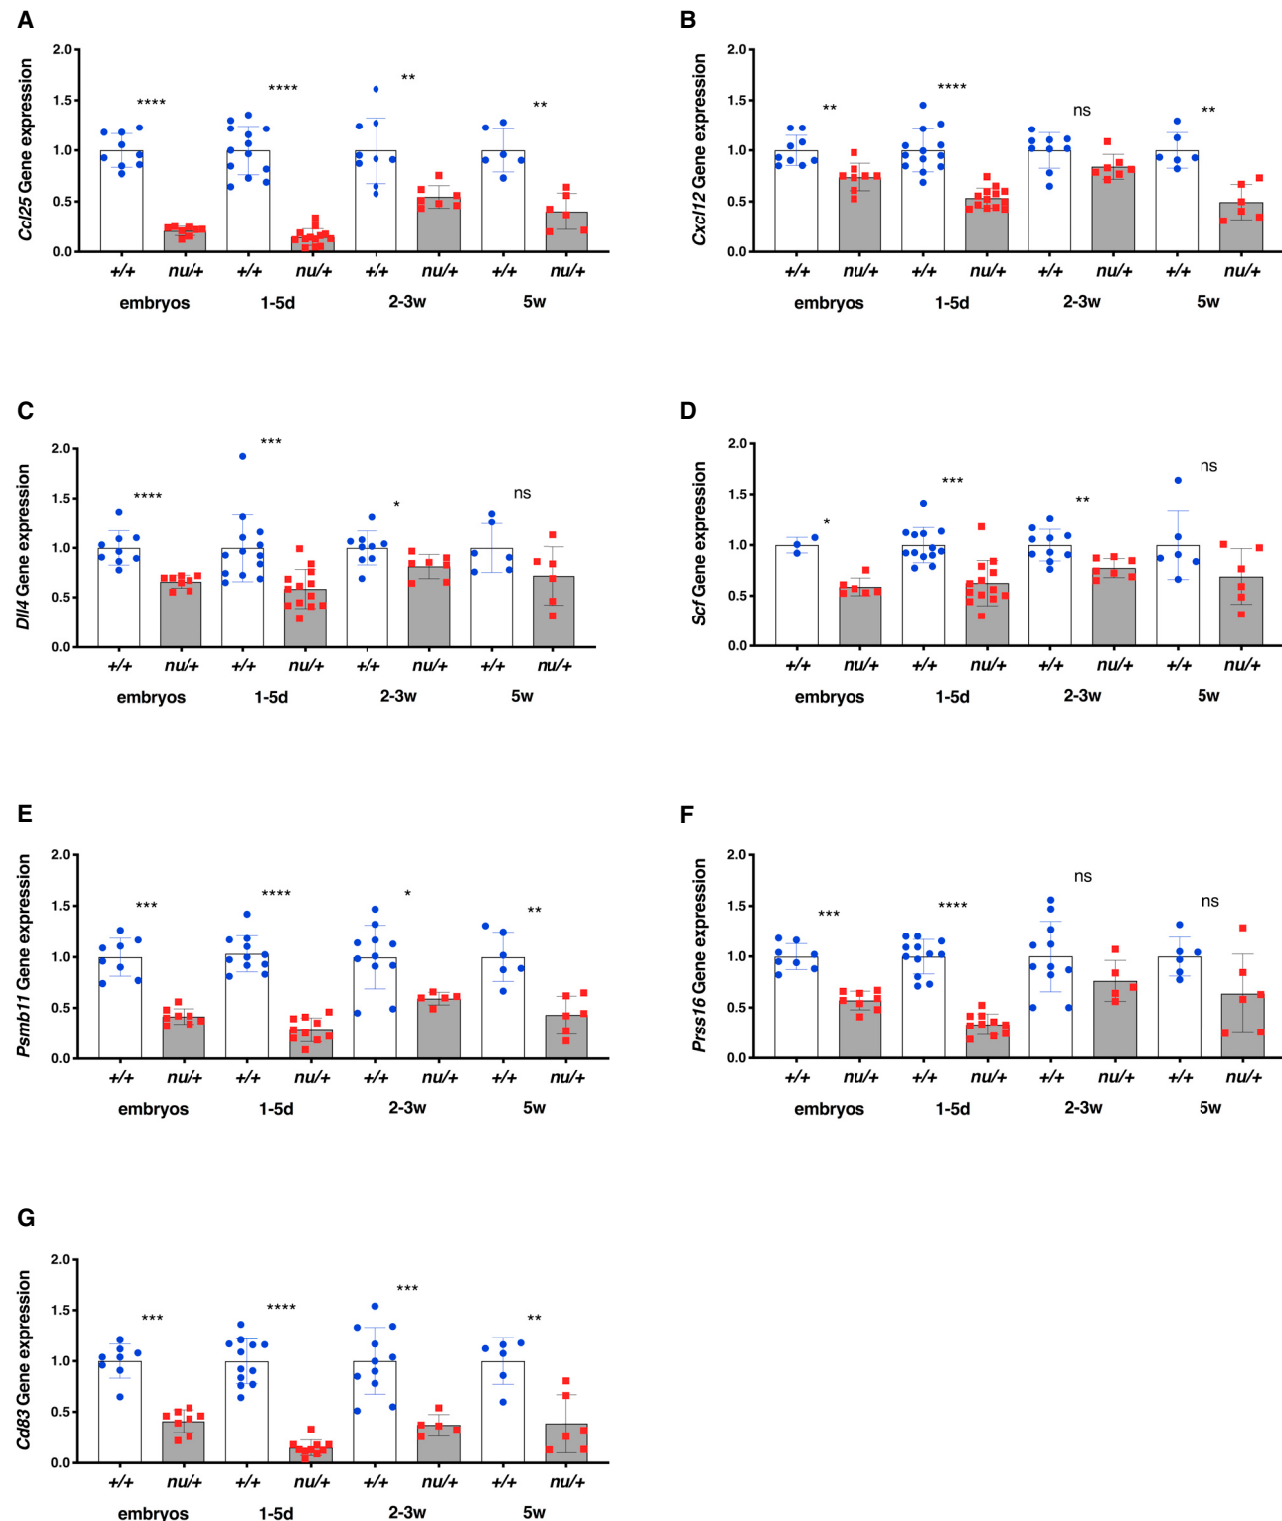 A
Ccl25 Gene expression
2.0
1.5
1.0
0.5
0.0
**** **** ** **
+/+ nu/+ +/+ nu/+ +/+ nu/+ +/+ nu/+
embryos 1-5d 2-3w 5w
B
Cxcl12 Gene expression
2.0
1.5
1.0
0.5
0.0
** **** ns **
+/+ nu/+ +/+ nu/+ +/+ nu/+ +/+ nu/+
embryos 1-5d 2-3w 5w
C
Dll4 Gene expression
2.0
1.5
1.0
0.5
0.0
**** *** * ns
+/+ nu/+ +/+ nu/+ +/+ nu/+ +/+ nu/+
embryos 1-5d 2-3w 5w
D
Scf Gene expression
2.0
1.5
1.0
0.5
0.0
* *** ** ns
+/+ nu/+ +/+ nu/+ +/+ nu/+ +/+ nu/+
embryos 1-5d 2-3w 5w
E
Psmb11 Gene expression
2.0
1.5
1.0
0.5
0.0
*** **** * **
+/+ nu/+ +/+ nu/+ +/+ nu/+ +/+ nu/+
embryos 1-5d 2-3w 5w
F
Prss16 Gene expression
2.0
1.5
1.0
0.5
0.0
*** **** ns ns
+/+ nu/+ +/+ nu/+ +/+ nu/+ +/+ nu/+
embryos 1-5d 2-3w 5w
G
Cd83 Gene expression
2.0
1.5
1.0
0.5
0.0
*** **** *** **
+/+ nu/+ +/+ nu/+ +/+ nu/+ +/+ nu/+
embryos 1-5d 2-3w 5w